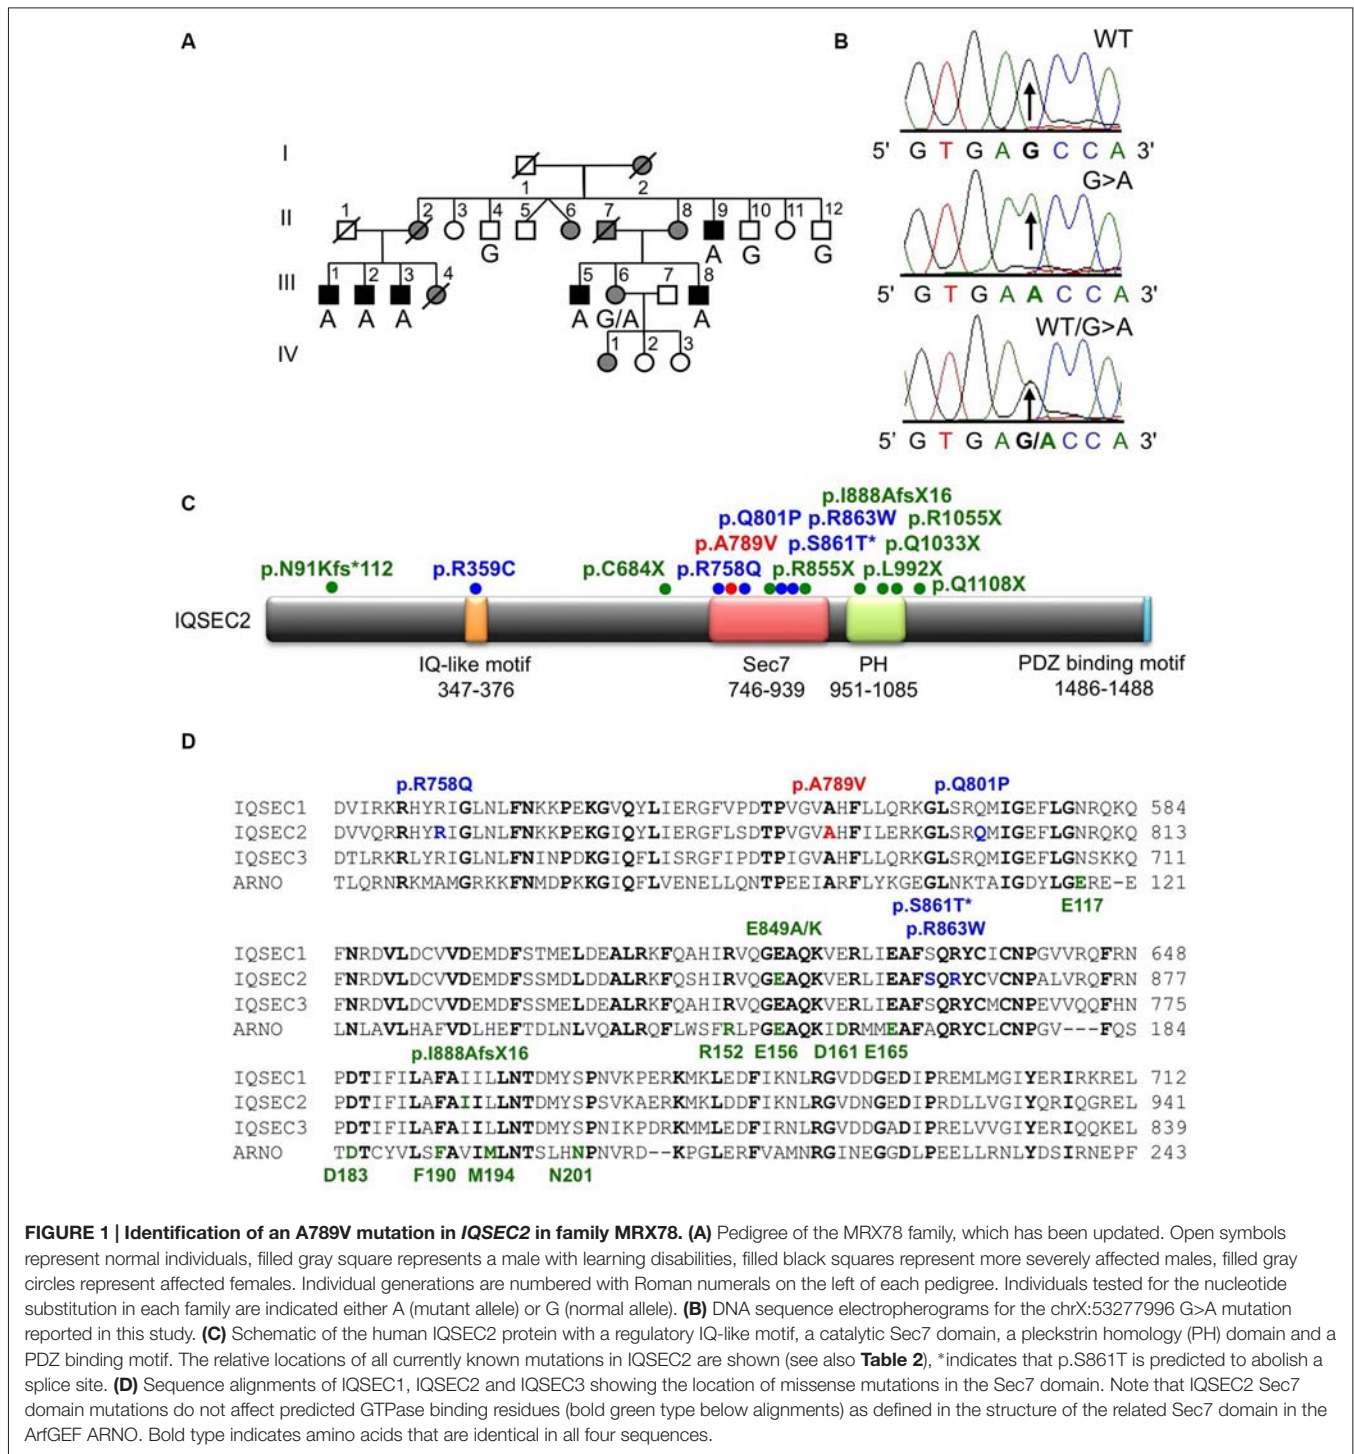 A
I
1
2
II
1
2
3
4
5
6
7
8
9
10
11
12
G
A
G
G
III
1
2
3
4
5
6
7
8
A
A
A
A
G/A
A
IV
1
2
3
B
WT
5' G T G A G C C A 3'
G>A
5' G T G A A C C A 3'
WT/G>A
5' G T G A G/A C C A 3'
C
p.I888AfsX16
p.Q801P p.R863W p.R1055X
p.A789V p.S861T* p.Q1033X
p.N91Kfs*112 p.R359C p.C684X p.R758Q p.R855X p.L992X
p.Q1108X
IQSEC2
IQ-like motif Sec7 PH PDZ binding motif
347-376 746-939 951-1085 1486-1488
D
p.R758Q p.A789V p.Q801P
IQSEC1 DVIRKRHYRIGLNLFNKKPEKGVQYLIERGFVPDTPVGVAHFLLQRKGLSRQMIGEFLGNRQKQ 584
IQSEC2 DVVQRRHYRIGLNLFNKKPEKGIQYLIERGFLSDTPVGVAHFILERKGLSRQMIGEFLGNRQKQ 813
IQSEC3 DTLRKRLYRIGLNLFNINPDKGIQFLISRGFIPDTPIGVAHFLLQRKGLSRQMIGEFLGNSKKQ 711
ARNO TLQRNRKMAMGRKKFNMDPKKGIQFLVENELLQNTPEEIARFLYKGEGLNKTAIGDYLGERE-E 121
p.S861T* E117
E849A/K p.R863W
IQSEC1 FNRDVLDCVVDEMDFSTMELDEALRKFQAHIRVQGEAQKVERLIEAFSQRYCICNPGVVRQFRN 648
IQSEC2 FNRDVLDCVVDEMDFSSMELDDALRKFQSHIRVQGEAQKVERLIEAFSQRYCVCNPALVRQFRN 877
IQSEC3 FNRDVLDCVVDEMDFSSMELDEALRKFQAHIRVQGEAQKVERLIEAFSQRYCMCNPEVVQQFHN 775
ARNO LNLAVLHAFVDLHEFTDLNLVQALRQFLWSFRLPGEAQKIDRMMEAFAQRYCLCNPGV---FQS 184
p.I888AfsX16 R152 E156 D161 E165
IQSEC1 PDTIFILAFAIILLNTDMYSPNVKPERKMKLEDFIKNLRGVDDGEDIPREMLMGIYERIRKREL 712
IQSEC2 PDTIFILAFAIILLNTDMYSPSVKAERKMKLDDFIKNLRGVDNGEDIPRDLLVGIYQRIQGREL 941
IQSEC3 PDTIFILAFAIILLNTDMYSPNIKPDRKMMLEDFIRNLRGVDDGADIPRELVVGIYERIQQKEL 839
ARNO TDTCYVLSFAVIMLNTSLHNPNVRD--KPGLERFVAMNRGINEGGDLPEELLRNLYDSIRNEPF 243
D183 F190 M194 N201
FIGURE 1 | Identification of an A789V mutation in IQSEC2 in family MRX78. (A) Pedigree of the MRX78 family, which has been updated. Open symbols
represent normal individuals, filled gray square represents a male with learning disabilities, filled black squares represent more severely affected males, filled gray
circles represent affected females. Individual generations are numbered with Roman numerals on the left of each pedigree. Individuals tested for the nucleotide
substitution in each family are indicated either A (mutant allele) or G (normal allele). (B) DNA sequence electropherograms for the chrX:53277996 G>A mutation
reported in this study. (C) Schematic of the human IQSEC2 protein with a regulatory IQ-like motif, a catalytic Sec7 domain, a pleckstrin homology (PH) domain and a
PDZ binding motif. The relative locations of all currently known mutations in IQSEC2 are shown (see also Table 2), *indicates that p.S861T is predicted to abolish a
splice site. (D) Sequence alignments of IQSEC1, IQSEC2 and IQSEC3 showing the location of missense mutations in the Sec7 domain. Note that IQSEC2 Sec7
domain mutations do not affect predicted GTPase binding residues (bold green type below alignments) as defined in the structure of the related Sec7 domain in the
ArfGEF ARNO. Bold type indicates amino acids that are identical in all four sequences.